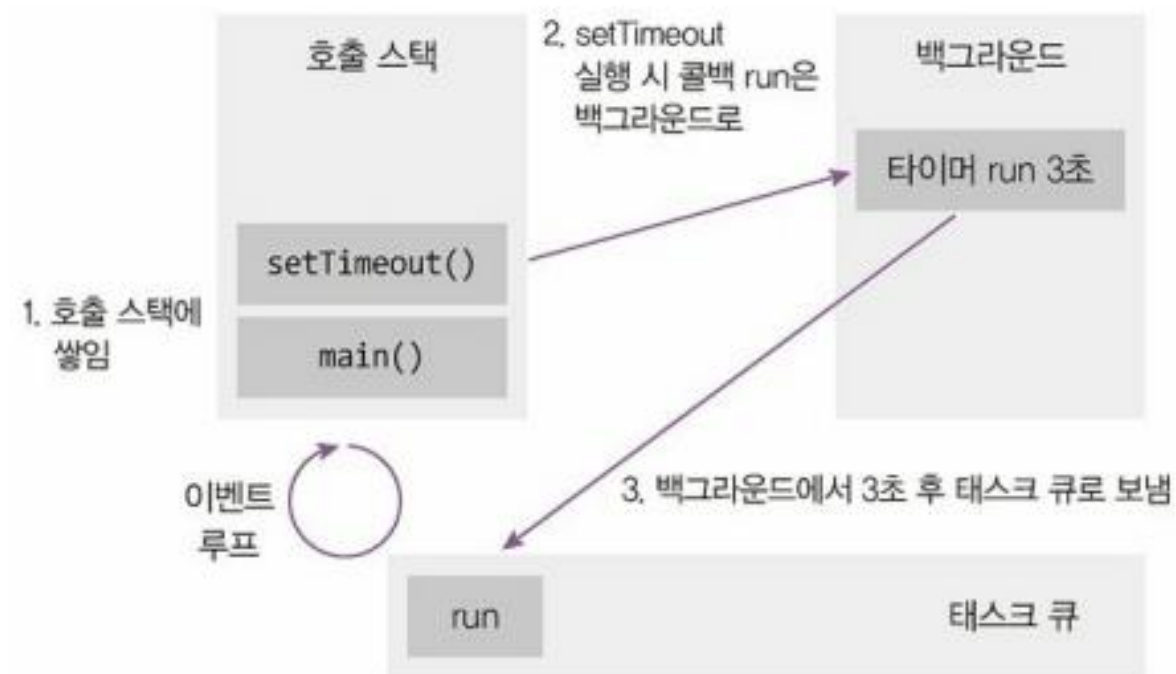 호출 스택
2. setTimeout
실행 시 콜백 run은
백그라운드로
백그라운드
타이머 run 3초
setTimeout()
1. 호출 스택에
쌓임
main()
이벤트
루프
3. 백그라운드에서 3초 후 태스크 큐로 보냄
run
태스크 큐